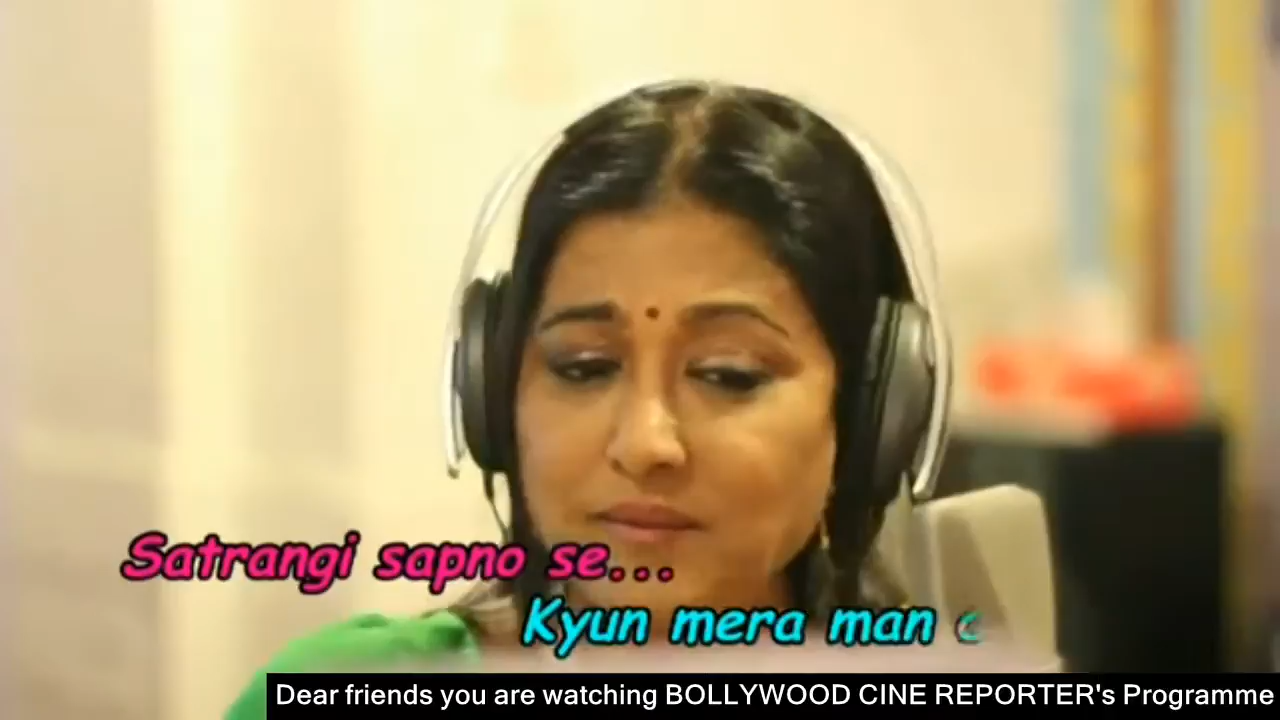 Satrangi sapno se...
Kyun mera man
Dear friends you are watching BOLLYWOOD CINE REPORTER's Programme